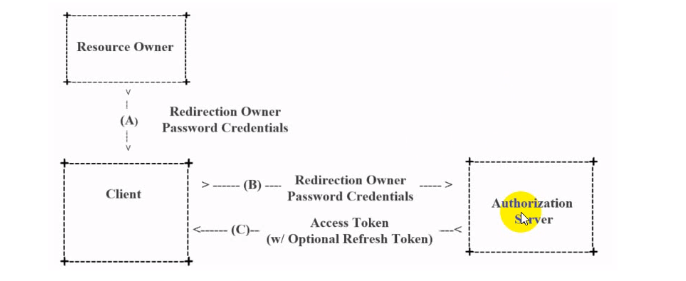 Resource Owner
(A)
Redirection Owner
Password Credentials
Client
(B)
Redirection Owner
Password Credentials
Authorization
Server
(C)
Access Token
(w/ Optional Refresh Token)